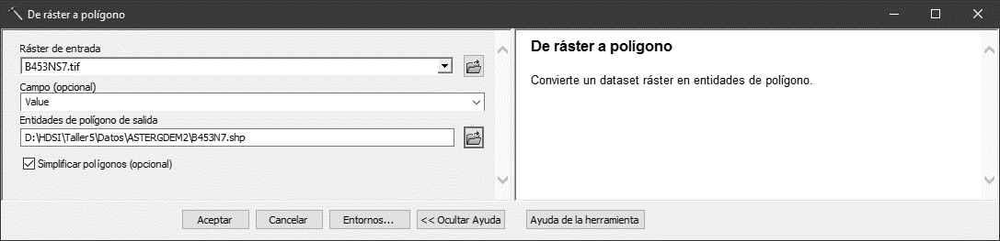 De ráster a polígono
Ráster de entrada
B453NS7.tif
Campo (opcional)
Value
Entidades de polígono de salida
D:\HDSI\Taller5\Datos\ASTERGDEM2\B453N7.shp
Simplificar polígonos (opcional)
De ráster a polígono
Convierte un dataset ráster en entidades de polígono.
Aceptar
Cancelar
Entornos...
<< Ocultar Ayuda
Ayuda de la herramienta